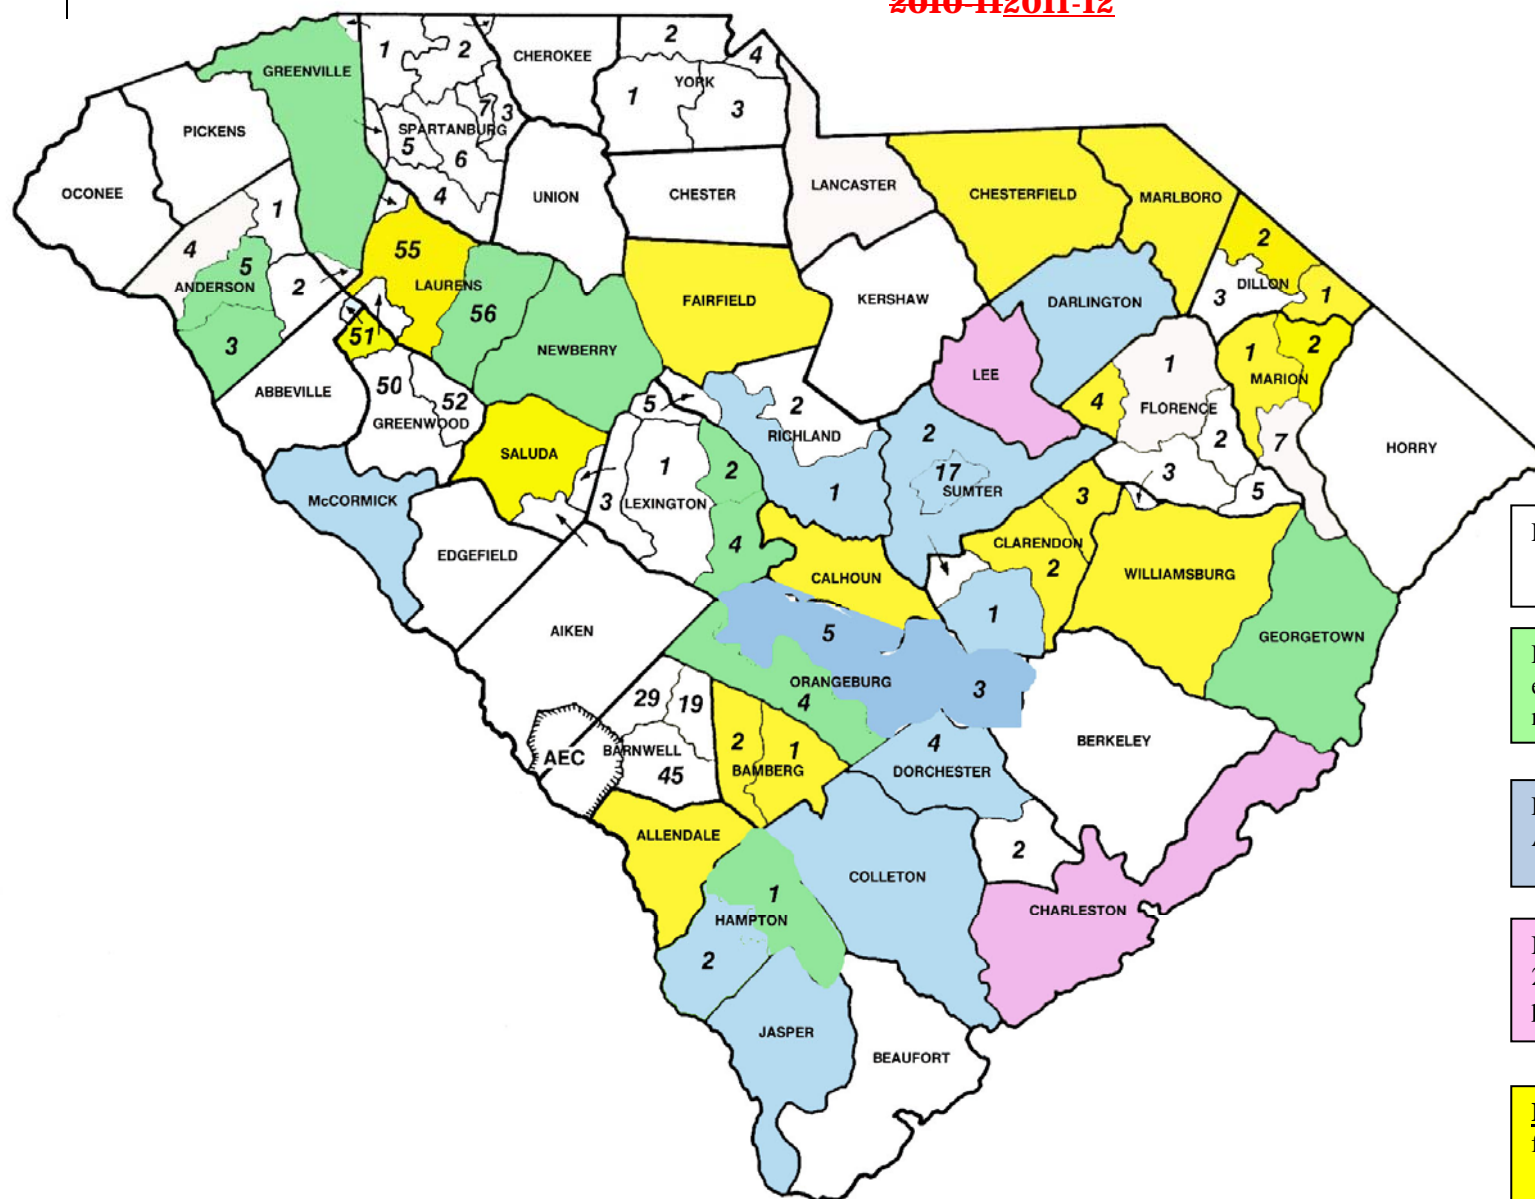 2010-112011-12
GREENVILLE
1
2
CHEROKEE
2
4
YORK
1
3
PICKENS
7
3
SPARTANBURG
5
6
4
OCONEE
UNION
CHESTER
LANCASTER
CHESTERFIELD
MARLBORO
1
4
5
ANDERSON
2
3
55
LAURENS
56
51
NEWBERRY
FAIRFIELD
KERSHAW
DARLINGTON
2
DILLON
3
1
ABBEVILLE
50
52
GREENWOOD
LEE
1
4
FLORENCE
2
3
5
1
2
MARION
7
HORRY
5
2
RICHLAND
1
SALUDA
1
2
3
LEXINGTON
4
2
17
SUMTER
McCORMICK
EDGEFIELD
CALHOUN
3
CLARENDON
2
1
WILLIAMSBURG
GEORGETOWN
AIKEN
5
ORANGEBURG
4
3
29
19
BARNWELL
45
AEC
2
1
BAMBERG
4
DORCHESTER
BERKELEY
ALLENDALE
2
COLLETON
CHARLESTON
1
HAMPTON
2
JASPER
BEAUFORT